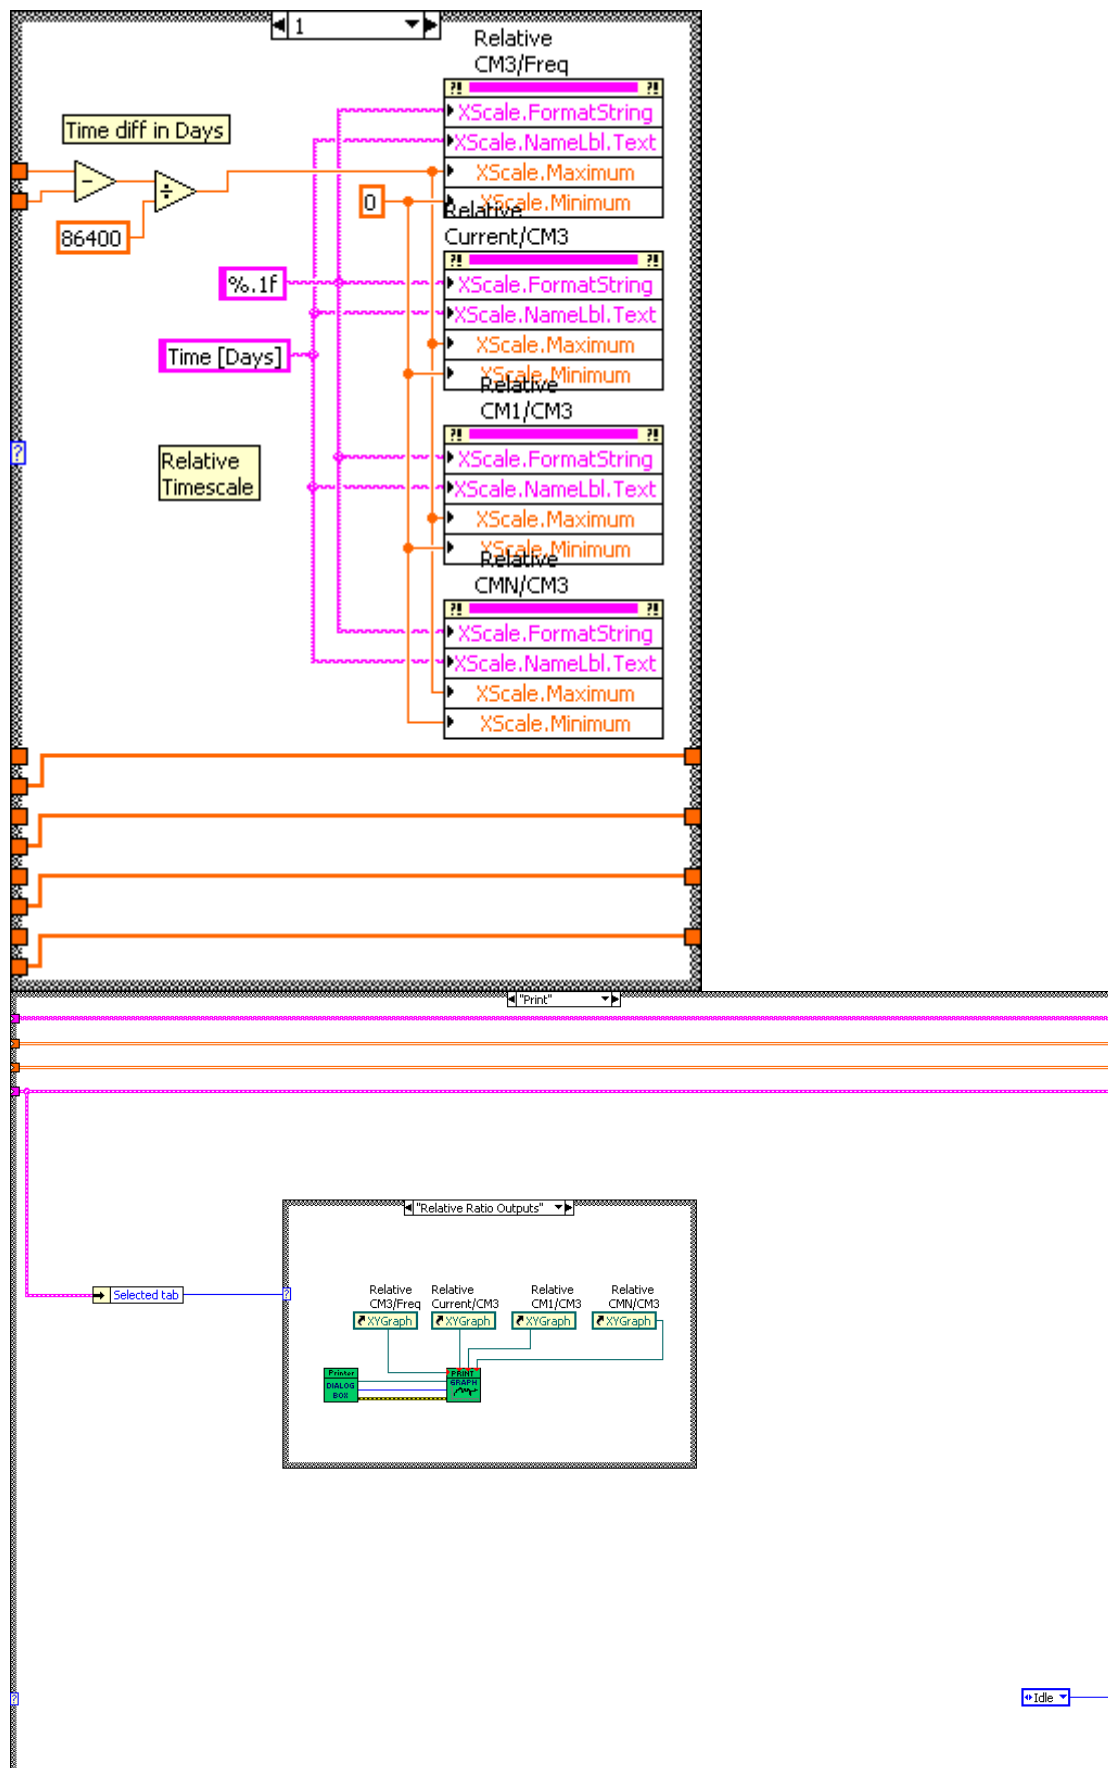 1
Relative
CM3/Freq
?!
?!
XScale.FormatString
Time diff in Days
XScale.NameLbl.Text
XScale.Maximum
−
÷
0
XScale.Minimum
86400
Relative
Current/CM3
?!
?!
%.1f
XScale.FormatString
XScale.NameLbl.Text
Time [Days]
XScale.Maximum
XScale.Minimum
Relative
CM1/CM3
?!
?!
?
Relative
Timescale
XScale.FormatString
XScale.NameLbl.Text
XScale.Maximum
XScale.Minimum
Relative
CMN/CM3
?!
?!
XScale.FormatString
XScale.NameLbl.Text
XScale.Maximum
XScale.Minimum
"Print"
"Relative Ratio Outputs"
Selected tab
?
Relative
CM3/Freq
Relative
Current/CM3
Relative
CM1/CM3
Relative
CMN/CM3
XYGraph
XYGraph
XYGraph
XYGraph
Printer
DIALOG
BOX
PRINT
GRAPH
?
Idle